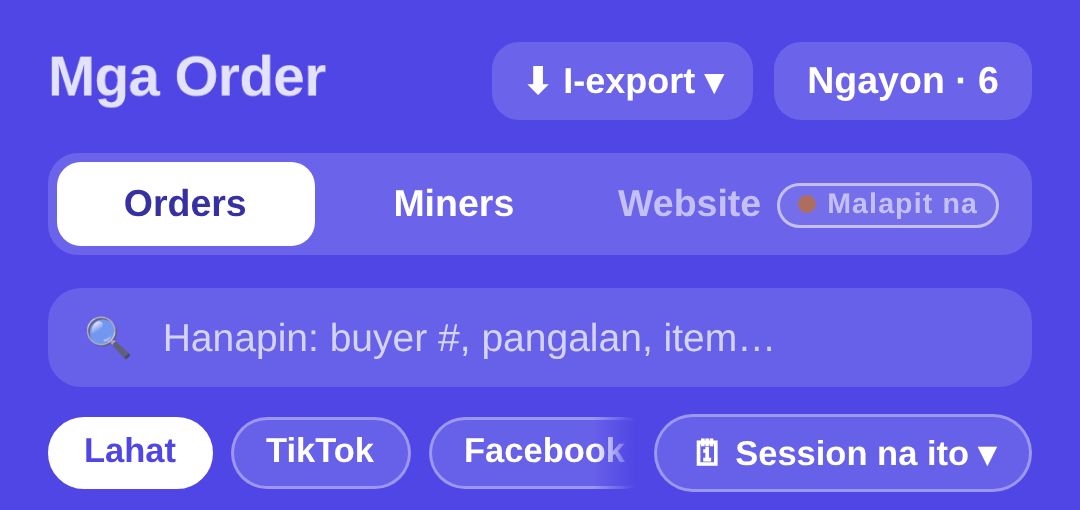 Mga Order
⬇ I-export ▾
Ngayon · 6
Orders
Miners
Website
Malapit na
Hanapin: buyer #, pangalan, item…
Lahat
TikTok
Facebook
Session na ito ▾